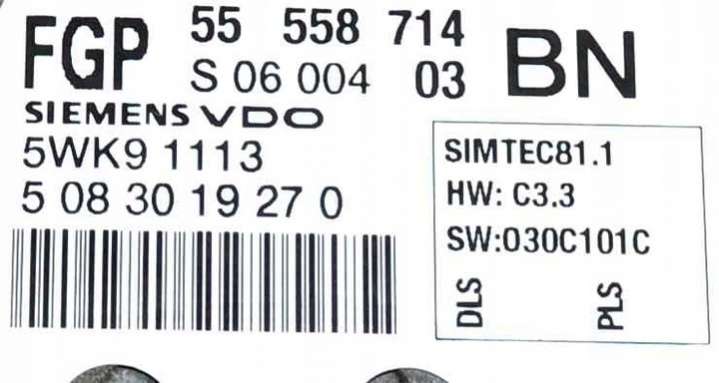 FGP 55 558 714 BN
S 06 004 03
SIEMENS VDO
5WK9 1113
5 08 30 19 27 0
SIMTEC81.1
HW: C3.3
SW:030C101C
DLS PLS